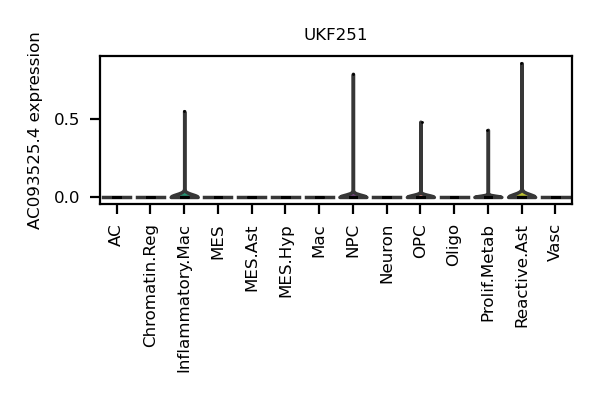 UKF251
AC093525.4 expression
0.5
0.0
AC
Chromatin.Reg
Inflammatory.Mac
MES
MES.Ast
MES.Hyp
Mac
NPC
Neuron
OPC
Oligo
Prolif.Metab
Reactive.Ast
Vasc